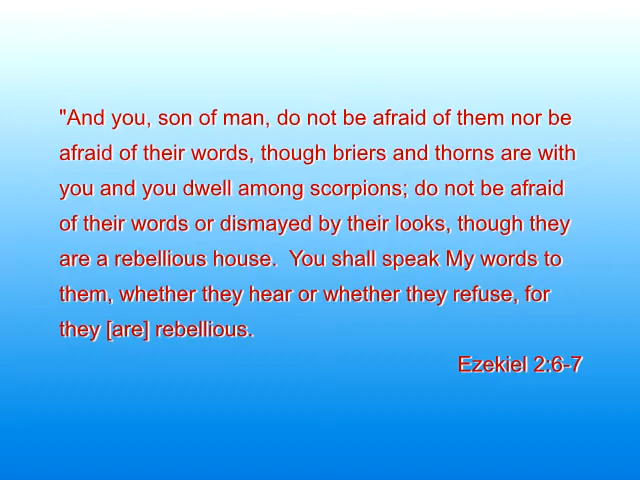 "And you, son of man, do not be afraid of them nor be
afraid of their words, though briers and thorns are with
you and you dwell among scorpions; do not be afraid
of their words or dismayed by their looks, though they
are a rebellious house.  You shall speak My words to
them, whether they hear or whether they refuse, for
they [are] rebellious.
Ezekiel 2:6-7